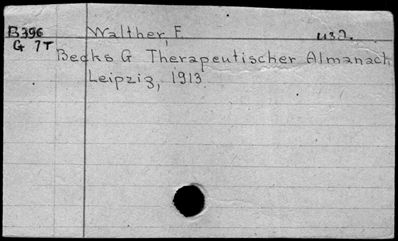 B396 Walther, F.
G 7T
Becks G Therapeutischer Almanach
Leipzig, 1913